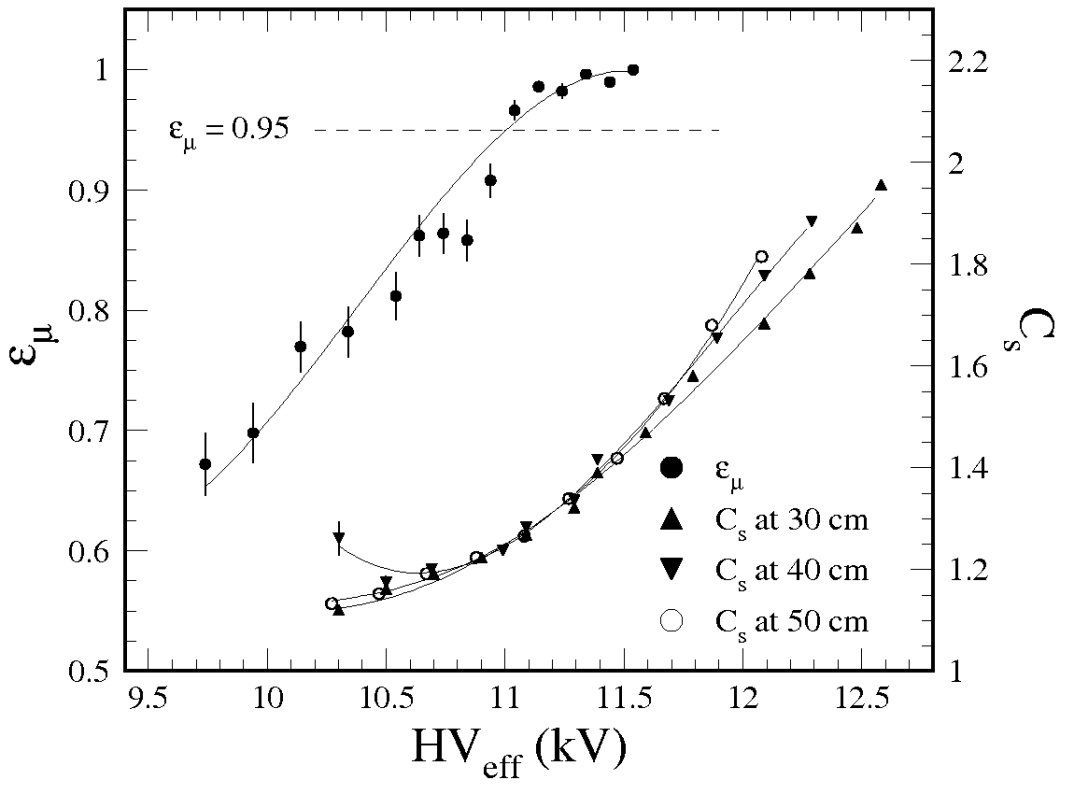 1
0.9
0.8
0.7
0.6
0.5
ε_μ
ε_μ = 0.95
2.2
2
1.8
1.6
1.4
1.2
1
C_s
ε_μ
C_s at 30 cm
C_s at 40 cm
C_s at 50 cm
9.5 10 10.5 11 11.5 12 12.5
HV_eff (kV)